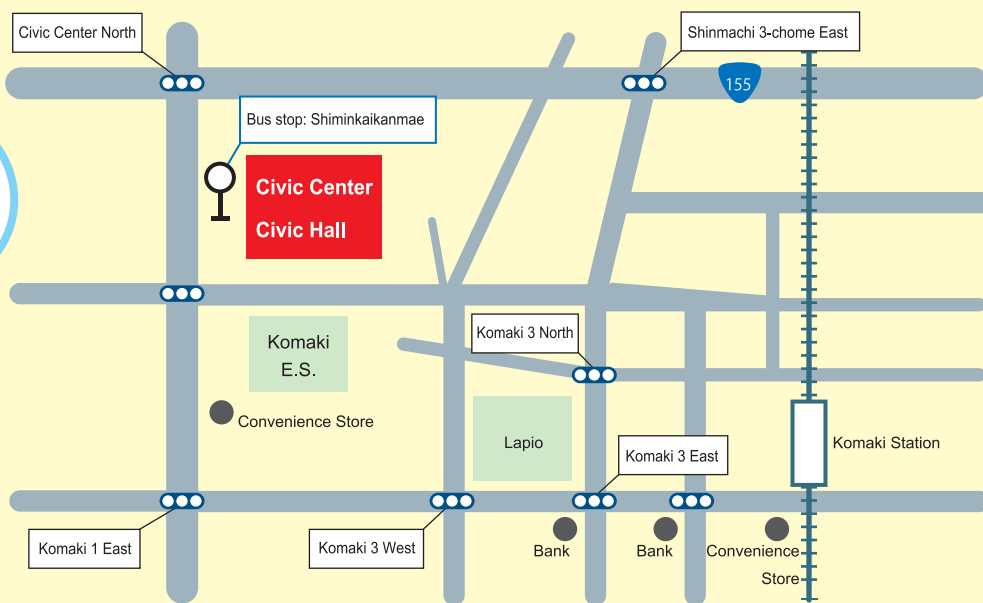 Civic Center North
Shinmachi 3-chome East
155
Bus stop: Shiminkaikanmae
Civic Center
Civic Hall
Komaki 3 North
Komaki
E.S.
Convenience Store
Lapio
Komaki 3 East
Komaki Station
Komaki 1 East
Komaki 3 West
Bank
Bank
Convenience
Store